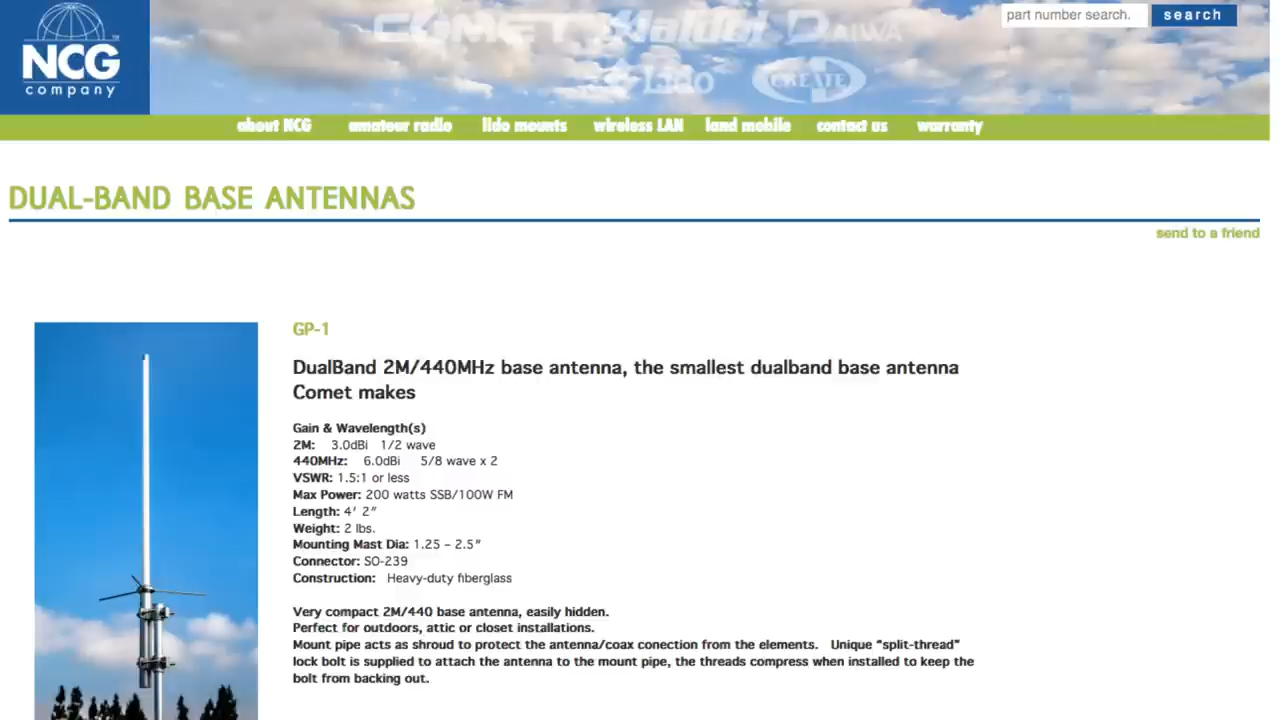 COMET Maldol DAIWA
part number search. search
NCG
company
Lido CREATE
about NCG amateur radio lido mounts wireless LAN land mobile contact us warranty
DUAL-BAND BASE ANTENNAS
send to a friend
GP-1
DualBand 2M/440MHz base antenna, the smallest dualband base antenna
Comet makes
Gain & Wavelength(s)
2M: 3.0dBi 1/2 wave
440MHz: 6.0dBi 5/8 wave x 2
VSWR: 1.5:1 or less
Max Power: 200 watts SSB/100W FM
Length: 4' 2"
Weight: 2 lbs.
Mounting Mast Dia: 1.25 – 2.5"
Connector: SO-239
Construction: Heavy-duty fiberglass
Very compact 2M/440 base antenna, easily hidden.
Perfect for outdoors, attic or closet installations.
Mount pipe acts as shroud to protect the antenna/coax conection from the elements. Unique "split-thread"
lock bolt is supplied to attach the antenna to the mount pipe, the threads compress when installed to keep the
bolt from backing out.